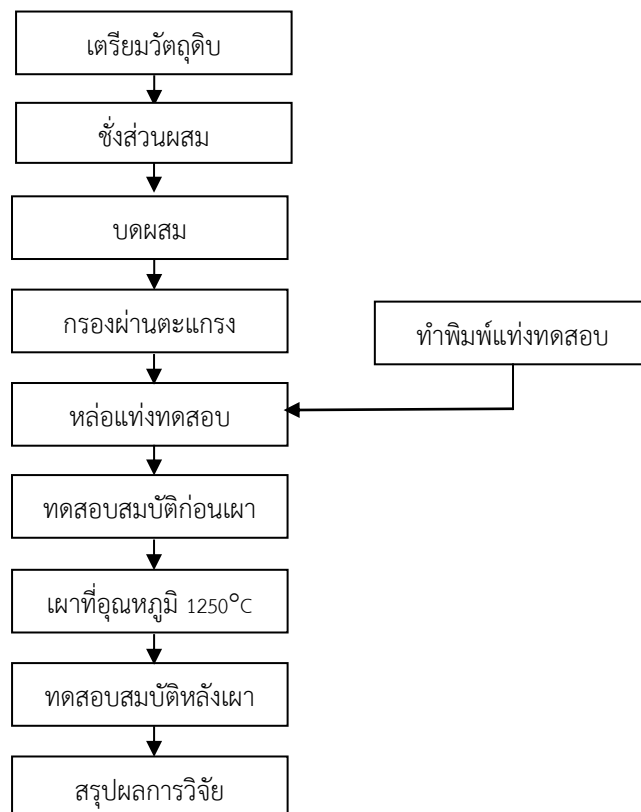 เตรียมวัตถุดิบ
ชั่งส่วนผสม
บดผสม
กรองผ่านตะแกรง
ทำพิมพ์แท่งทดสอบ
หล่อแท่งทดสอบ
ทดสอบสมบัติก่อนเผา
เผาที่อุณหภูมิ 1250°C
ทดสอบสมบัติหลังเผา
สรุปผลการวิจัย